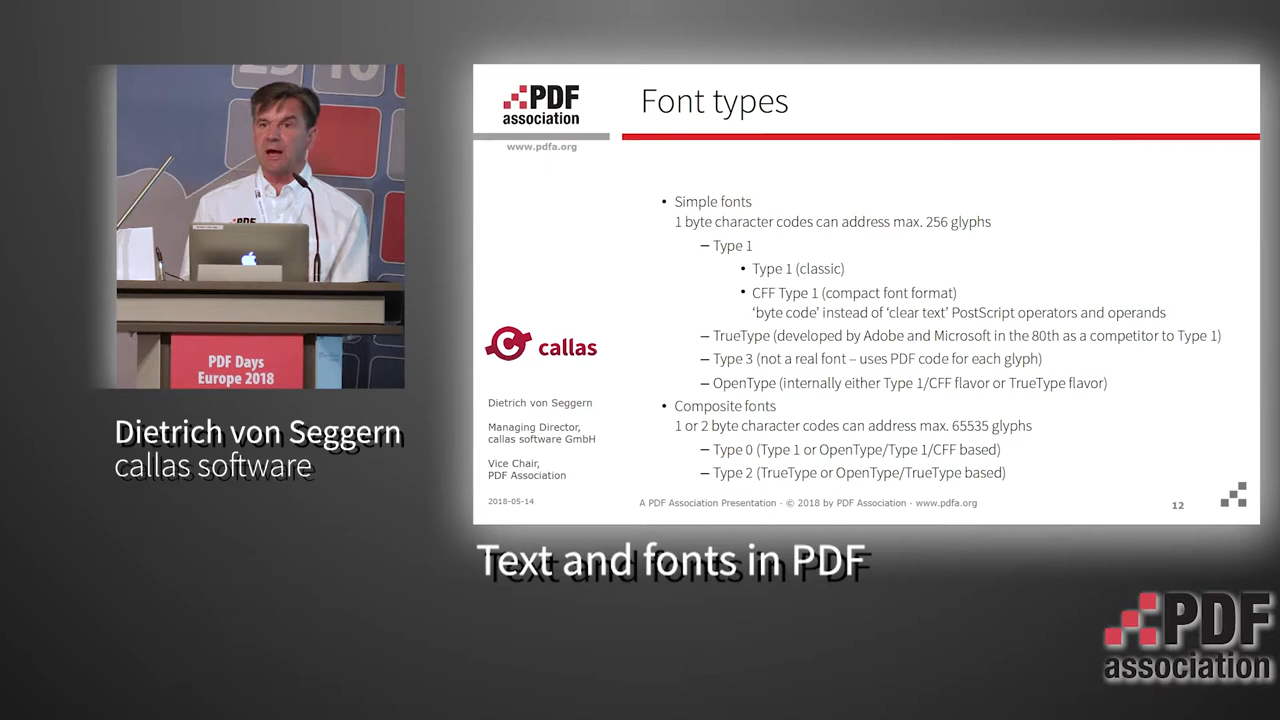 25 16
PDF
PDF Days
Europe 2018
Dietrich von Seggern
callas software
PDF
association
www.pdfa.org
Font types
• Simple fonts
1 byte character codes can address max. 256 glyphs
– Type 1
• Type 1 (classic)
• CFF Type 1 (compact font format)
‘byte code’ instead of ‘clear text’ PostScript operators and operands
– TrueType (developed by Adobe and Microsoft in the 80th as a competitor to Type 1)
– Type 3 (not a real font – uses PDF code for each glyph)
– OpenType (internally either Type 1/CFF flavor or TrueType flavor)
• Composite fonts
1 or 2 byte character codes can address max. 65535 glyphs
– Type 0 (Type 1 or OpenType/Type 1/CFF based)
– Type 2 (TrueType or OpenType/TrueType based)
callas
Dietrich von Seggern
Managing Director,
callas software GmbH
Vice Chair,
PDF Association
2018-05-14
A PDF Association Presentation · © 2018 by PDF Association · www.pdfa.org
12
Text and fonts in PDF
PDF
association